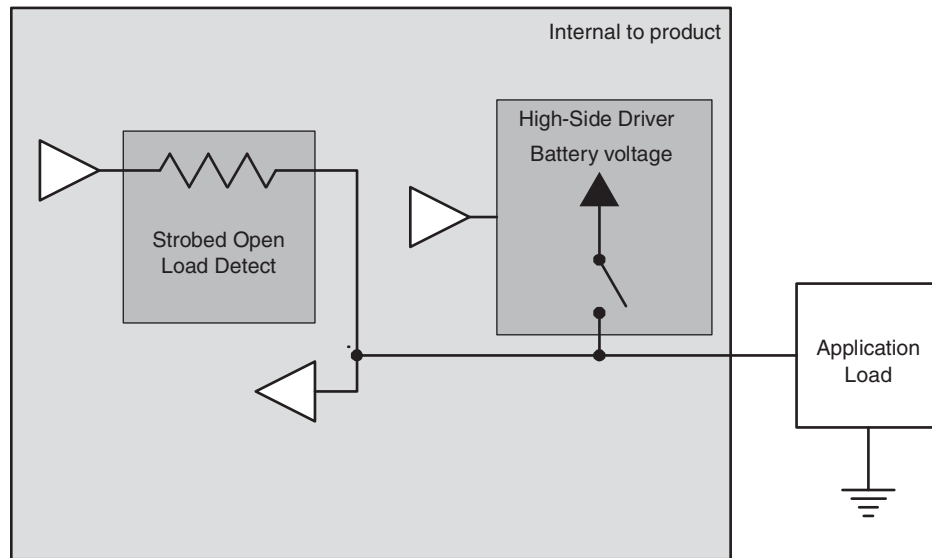 Internal to product
High-Side Driver
Battery voltage
Strobed Open
Load Detect
Application
Load